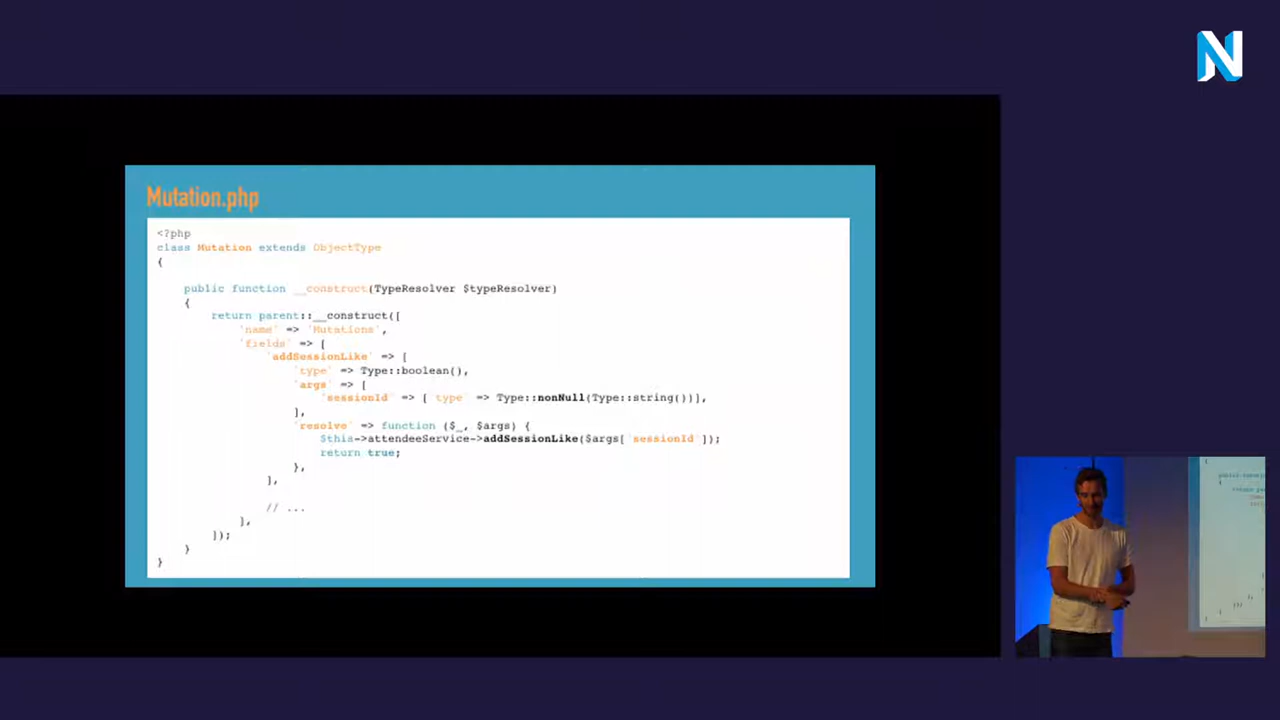 N
Mutation.php
<?php
class Mutation extends ObjectType
{
public function __construct(TypeResolver $typeResolver)
{
return parent::__construct([
`name` => `Mutations`,
`fields` => [
`addSessionLike` => [
`type` => Type::boolean(),
`args` => [
`sessionId` => [ type` => Type::nonNull(Type::string())],
],
`resolve` => function ($_, $args) {
$this->attendeeService->addSessionLike($args[`sessionId`]);
return true;
},
],
// ...
],
]);
}
}